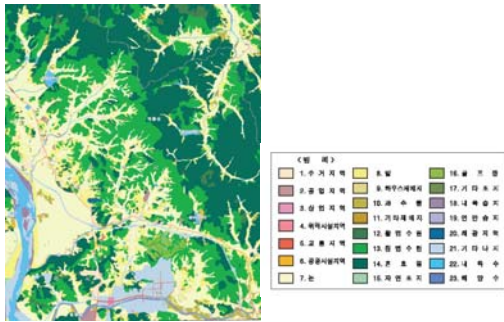 〈범 례〉
1. 주거지역
2. 공업지역
3. 상업지역
4. 위락시설지역
5. 교통지역
6. 공공시설지역
7. 논
8. 밭
9. 하우스재배지
10. 과수원
11. 기타재배지
12. 활엽수림
13. 침엽수림
14. 혼효림
15. 자연초지
16. 골프장
17. 기타초지
18. 내륙습지
19. 연안습지
20. 채광지역
21. 기타나지
22. 내륙수
23. 해양수